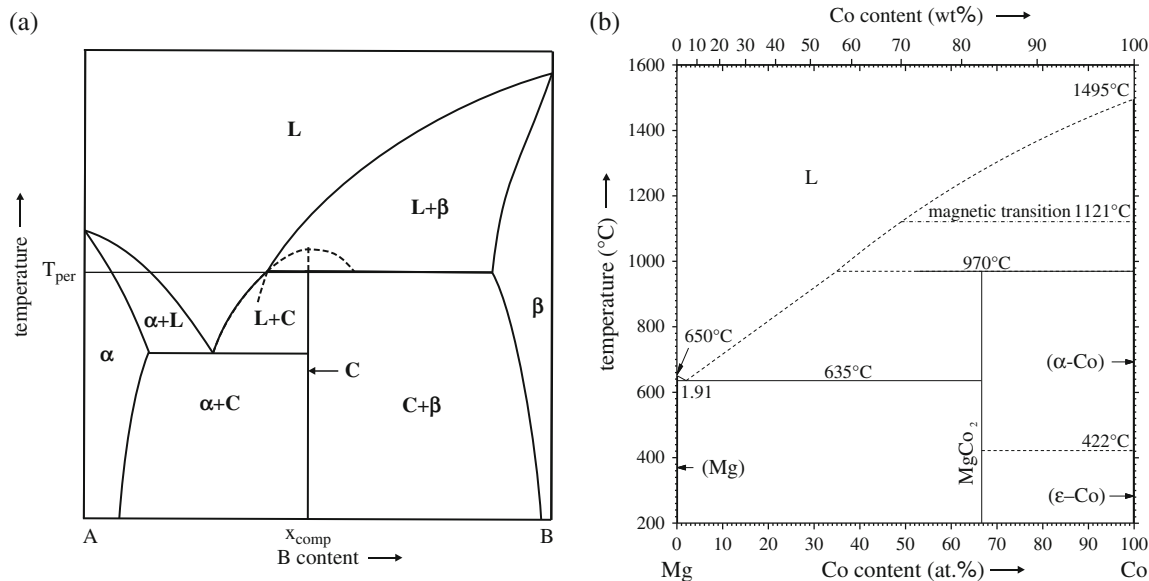 (a)
L
L+β
T_per
L+C
α+L
β
α
C
α+C
C+β
A
x_comp
B
B content
temperature
(b)
Co content (wt%)
0 10 30 40 50 60 70 80 90 100
1600
1400
1200
1000
800
600
400
200
temperature (°C)
1495°C
L
magnetic transition 1121°C
970°C
650°C
635°C
1.91
(α-Co)
MgCo₂
422°C
(Mg)
(ε–Co)
0 10 20 30 40 50 60 70 80 90 100
Mg
Co content (at.%)
Co